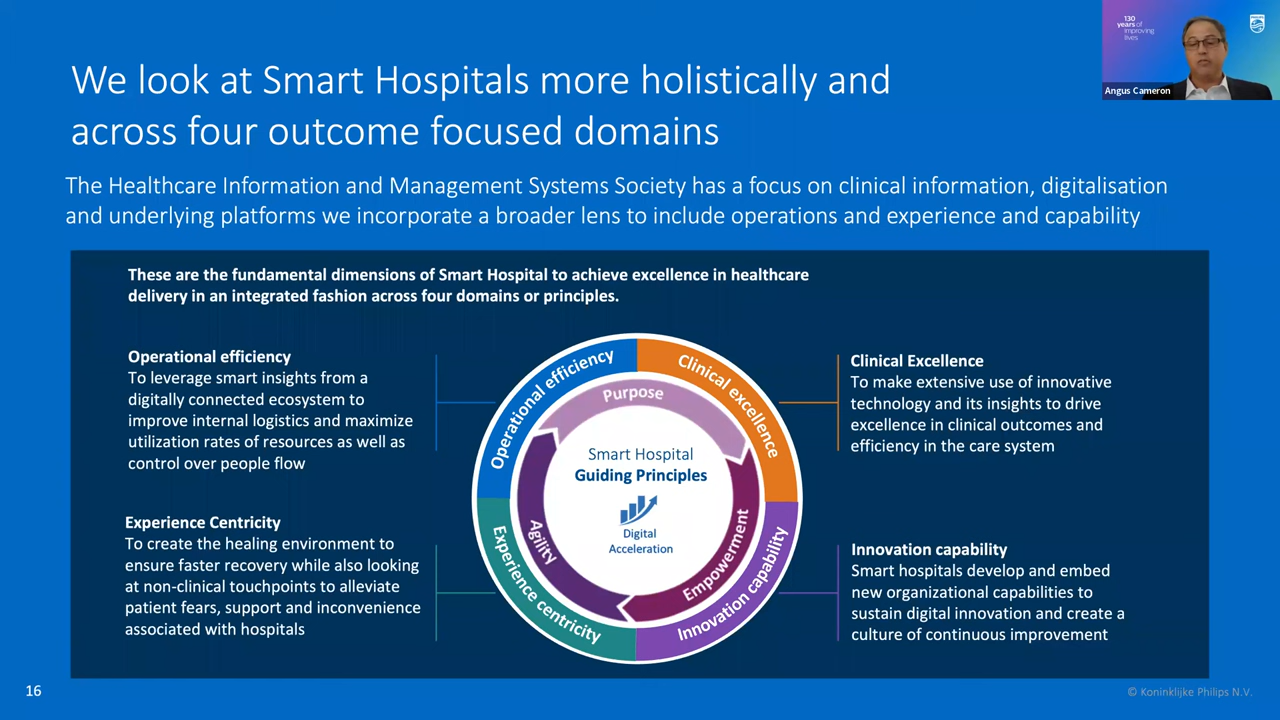 130
years of
improving
lives
Angus Cameron
We look at Smart Hospitals more holistically and
across four outcome focused domains
The Healthcare Information and Management Systems Society has a focus on clinical information, digitalisation
and underlying platforms we incorporate a broader lens to include operations and experience and capability
These are the fundamental dimensions of Smart Hospital to achieve excellence in healthcare
delivery in an integrated fashion across four domains or principles.
Operational efficiency
To leverage smart insights from a
digitally connected ecosystem to
improve internal logistics and maximize
utilization rates of resources as well as
control over people flow
Experience Centricity
To create the healing environment to
ensure faster recovery while also looking
at non-clinical touchpoints to alleviate
patient fears, support and inconvenience
associated with hospitals
Operational efficiency
Clinical excellence
Experience centricity
Innovation capability
Purpose
Agility
Empowerment
Smart Hospital
Guiding Principles
Digital
Acceleration
Clinical Excellence
To make extensive use of innovative
technology and its insights to drive
excellence in clinical outcomes and
efficiency in the care system
Innovation capability
Smart hospitals develop and embed
new organizational capabilities to
sustain digital innovation and create a
culture of continuous improvement
16
© Koninklijke Philips N.V.